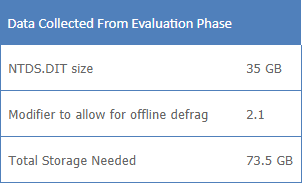 Data Collected From Evaluation Phase
NTDS.DIT size 35 GB
Modifier to allow for offline defrag 2.1
Total Storage Needed 73.5 GB